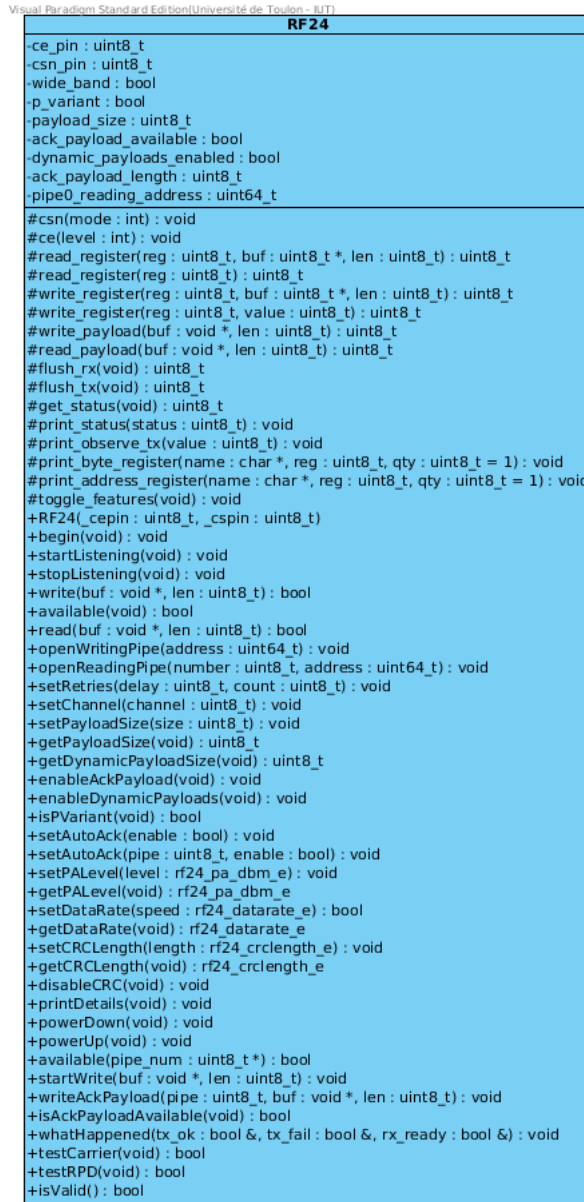 Visual Paradigm Standard Edition(Université de Toulon - IUT)
RF24
-ce_pin : uint8_t
-csn_pin : uint8_t
-wide_band : bool
-p_variant : bool
-payload_size : uint8_t
-ack_payload_available : bool
-dynamic_payloads_enabled : bool
-ack_payload_length : uint8_t
-pipe0_reading_address : uint64_t
#csn(mode : int) : void
#ce(level : int) : void
#read_register(reg : uint8_t, buf : uint8_t *, len : uint8_t) : uint8_t
#read_register(reg : uint8_t) : uint8_t
#write_register(reg : uint8_t, buf : uint8_t *, len : uint8_t) : uint8_t
#write_register(reg : uint8_t, value : uint8_t) : uint8_t
#write_payload(buf : void *, len : uint8_t) : uint8_t
#read_payload(buf : void *, len : uint8_t) : uint8_t
#flush_rx(void) : uint8_t
#flush_tx(void) : uint8_t
#get_status(void) : uint8_t
#print_status(status : uint8_t) : void
#print_observe_tx(value : uint8_t) : void
#print_byte_register(name : char *, reg : uint8_t, qty : uint8_t = 1) : void
#print_address_register(name : char *, reg : uint8_t, qty : uint8_t = 1) : void
#toggle_features(void) : void
+RF24(_cepin : uint8_t, _cspin : uint8_t)
+begin(void) : void
+startListening(void) : void
+stopListening(void) : void
+write(buf : void *, len : uint8_t) : bool
+available(void) : bool
+read(buf : void *, len : uint8_t) : bool
+openWritingPipe(address : uint64_t) : void
+openReadingPipe(number : uint8_t, address : uint64_t) : void
+setRetries(delay : uint8_t, count : uint8_t) : void
+setChannel(channel : uint8_t) : void
+setPayloadSize(size : uint8_t) : void
+getPayloadSize(void) : uint8_t
+getDynamicPayloadSize(void) : uint8_t
+enableAckPayload(void) : void
+enableDynamicPayloads(void) : void
+isPVariant(void) : bool
+setAutoAck(enable : bool) : void
+setAutoAck(pipe : uint8_t, enable : bool) : void
+setPALevel(level : rf24_pa_dbm_e) : void
+getPALevel(void) : rf24_pa_dbm_e
+setDataRate(speed : rf24_datarate_e) : bool
+getDataRate(void) : rf24_datarate_e
+setCRCLength(length : rf24_crclength_e) : void
+getCRCLength(void) : rf24_crclength_e
+disableCRC(void) : void
+printDetails(void) : void
+powerDown(void) : void
+powerUp(void) : void
+available(pipe_num : uint8_t *) : bool
+startWrite(buf : void *, len : uint8_t) : void
+writeAckPayload(pipe : uint8_t, buf : void *, len : uint8_t) : void
+isAckPayloadAvailable(void) : bool
+whatHappened(tx_ok : bool &, tx_fail : bool &, rx_ready : bool &) : void
+testCarrier(void) : bool
+testRPD(void) : bool
+isValid() : bool